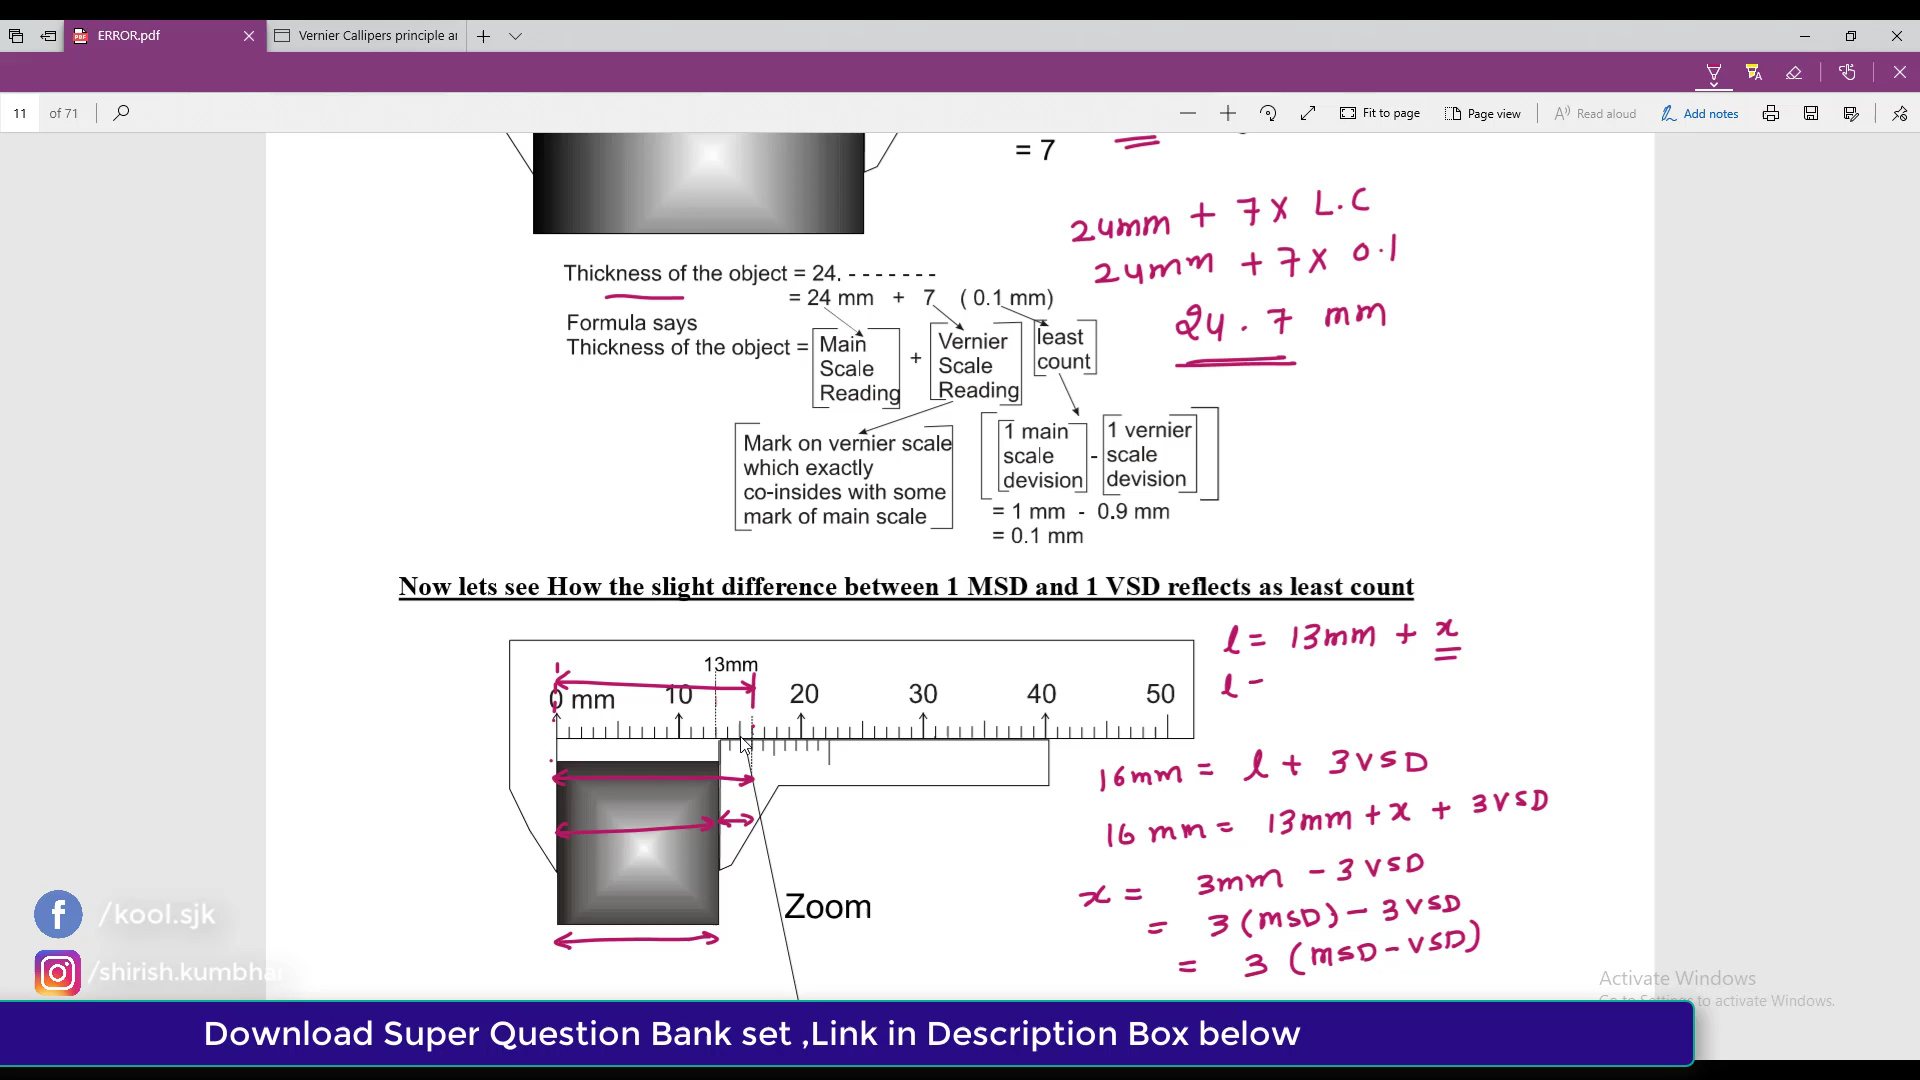 ERROR.pdf
Vernier Callipers principle ar
11 of 71
Fit to page
Page view
Read aloud
Add notes
= 7
24mm + 7 X L.C
24mm + 7 X 0.1
24.7 mm
Thickness of the object = 24. - - - - - - -
= 24 mm + 7 ( 0.1 mm)
Formula says
Thickness of the object =
Main
Scale
Reading
+
Vernier
Scale
Reading
least
count
Mark on vernier scale
which exactly
co-insides with some
mark of main scale
1 main
scale
devision
-
1 vernier
scale
devision
= 1 mm - 0.9 mm
= 0.1 mm
Now lets see How the slight difference between 1 MSD and 1 VSD reflects as least count
13mm
0 mm 10 20 30 40 50
Zoom
l = 13mm + x
l -
16mm = l + 3VSD
16 mm = 13mm + x + 3VSD
x = 3mm - 3VSD
= 3(MSD) - 3VSD
= 3 (MSD - VSD)
/kool.sjk
/shirish.kumbhar
Activate Windows
Go to Settings to activate Windows.
Download Super Question Bank set ,Link in Description Box below